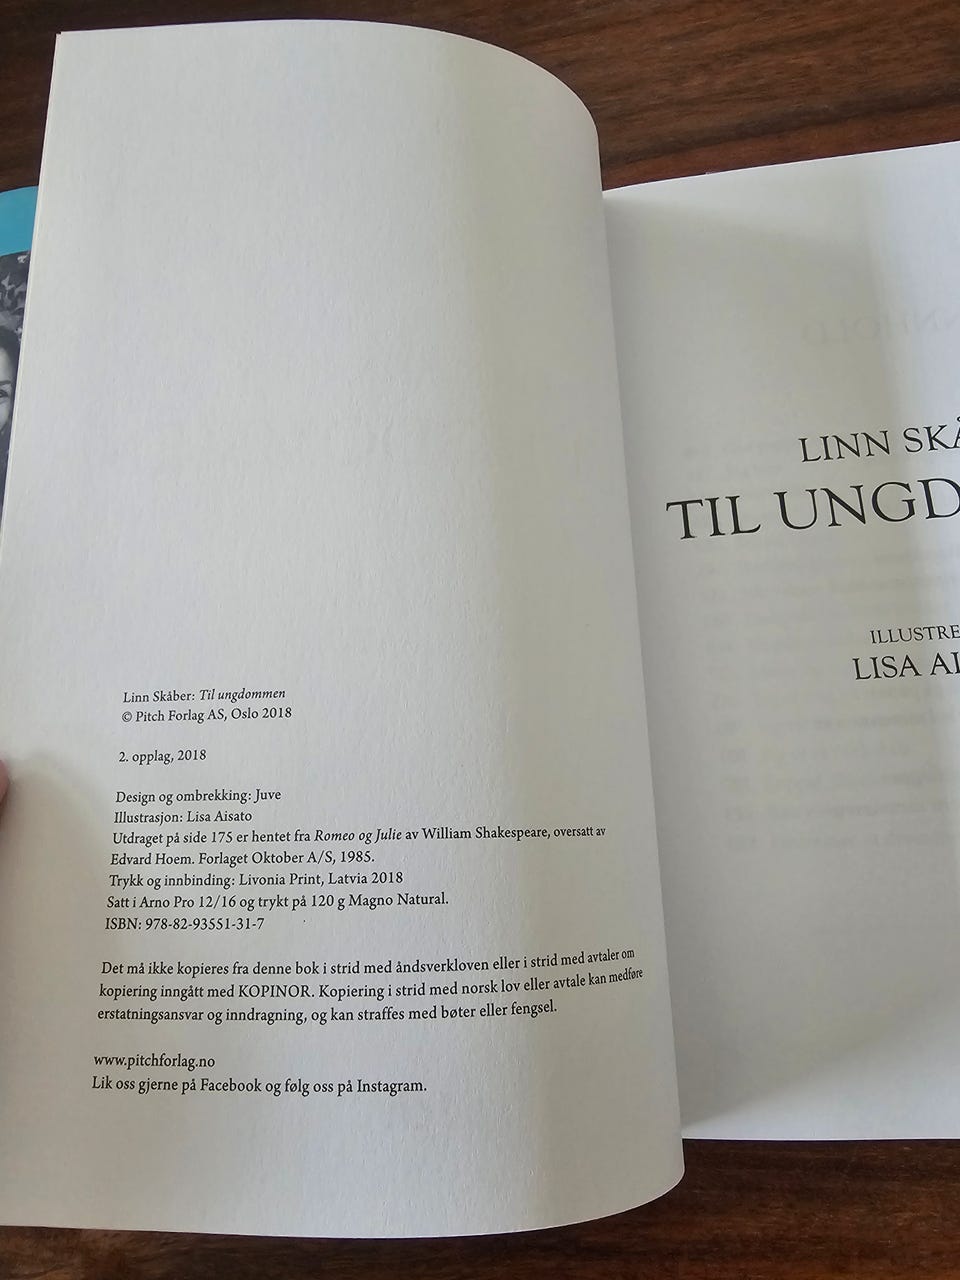 Linn Skåber: Til ungdommen
© Pitch Forlag AS, Oslo 2018
2. opplag, 2018
Design og ombrekking: Juve
Illustrasjon: Lisa Aisato
Utdraget på side 175 er hentet fra Romeo og Julie av William Shakespeare, oversatt av
Edvard Hoem. Forlaget Oktober A/S, 1985.
Trykk og innbinding: Livonia Print, Latvia 2018
Satt i Arno Pro 12/16 og trykt på 120 g Magno Natural.
ISBN: 978-82-93551-31-7
Det må ikke kopieres fra denne bok i strid med åndsverkloven eller i strid med avtaler om
kopiering inngått med KOPINOR. Kopiering i strid med norsk lov eller avtale kan medføre
erstatningsansvar og inndragning, og kan straffes med bøter eller fengsel.
www.pitchforlag.no
Lik oss gjerne på Facebook og følg oss på Instagram.
LINN SKÅ
TIL UNGD
ILLUSTRE
LISA AI